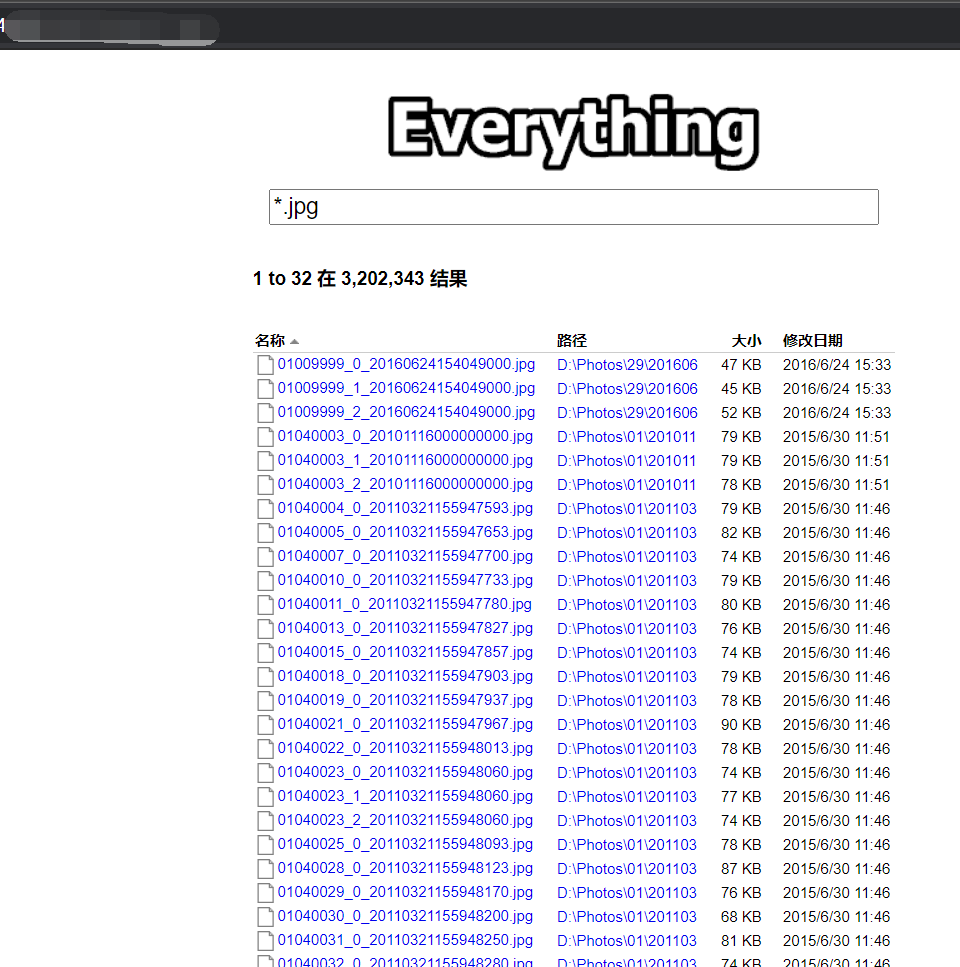 4
Everything
*.jpg
1 to 32 在 3,202,343 结果
名称 路径 大小 修改日期
01009999_0_20160624154049000.jpg D:\Photos\29\201606 47 KB 2016/6/24 15:33
01009999_1_20160624154049000.jpg D:\Photos\29\201606 45 KB 2016/6/24 15:33
01009999_2_20160624154049000.jpg D:\Photos\29\201606 52 KB 2016/6/24 15:33
01040003_0_20101116000000000.jpg D:\Photos\01\201011 79 KB 2015/6/30 11:51
01040003_1_20101116000000000.jpg D:\Photos\01\201011 79 KB 2015/6/30 11:51
01040003_2_20101116000000000.jpg D:\Photos\01\201011 78 KB 2015/6/30 11:51
01040004_0_20110321155947593.jpg D:\Photos\01\201103 79 KB 2015/6/30 11:46
01040005_0_20110321155947653.jpg D:\Photos\01\201103 82 KB 2015/6/30 11:46
01040007_0_20110321155947700.jpg D:\Photos\01\201103 74 KB 2015/6/30 11:46
01040010_0_20110321155947733.jpg D:\Photos\01\201103 79 KB 2015/6/30 11:46
01040011_0_20110321155947780.jpg D:\Photos\01\201103 80 KB 2015/6/30 11:46
01040013_0_20110321155947827.jpg D:\Photos\01\201103 76 KB 2015/6/30 11:46
01040015_0_20110321155947857.jpg D:\Photos\01\201103 74 KB 2015/6/30 11:46
01040018_0_20110321155947903.jpg D:\Photos\01\201103 79 KB 2015/6/30 11:46
01040019_0_20110321155947937.jpg D:\Photos\01\201103 78 KB 2015/6/30 11:46
01040021_0_20110321155947967.jpg D:\Photos\01\201103 90 KB 2015/6/30 11:46
01040022_0_20110321155948013.jpg D:\Photos\01\201103 78 KB 2015/6/30 11:46
01040023_0_20110321155948060.jpg D:\Photos\01\201103 74 KB 2015/6/30 11:46
01040023_1_20110321155948060.jpg D:\Photos\01\201103 77 KB 2015/6/30 11:46
01040023_2_20110321155948060.jpg D:\Photos\01\201103 74 KB 2015/6/30 11:46
01040025_0_20110321155948093.jpg D:\Photos\01\201103 78 KB 2015/6/30 11:46
01040028_0_20110321155948123.jpg D:\Photos\01\201103 87 KB 2015/6/30 11:46
01040029_0_20110321155948170.jpg D:\Photos\01\201103 76 KB 2015/6/30 11:46
01040030_0_20110321155948200.jpg D:\Photos\01\201103 68 KB 2015/6/30 11:46
01040031_0_20110321155948250.jpg D:\Photos\01\201103 81 KB 2015/6/30 11:46
01040032_0_20110321155948280.jpg D:\Photos\01\201103 74 KB 2015/6/30 11:46